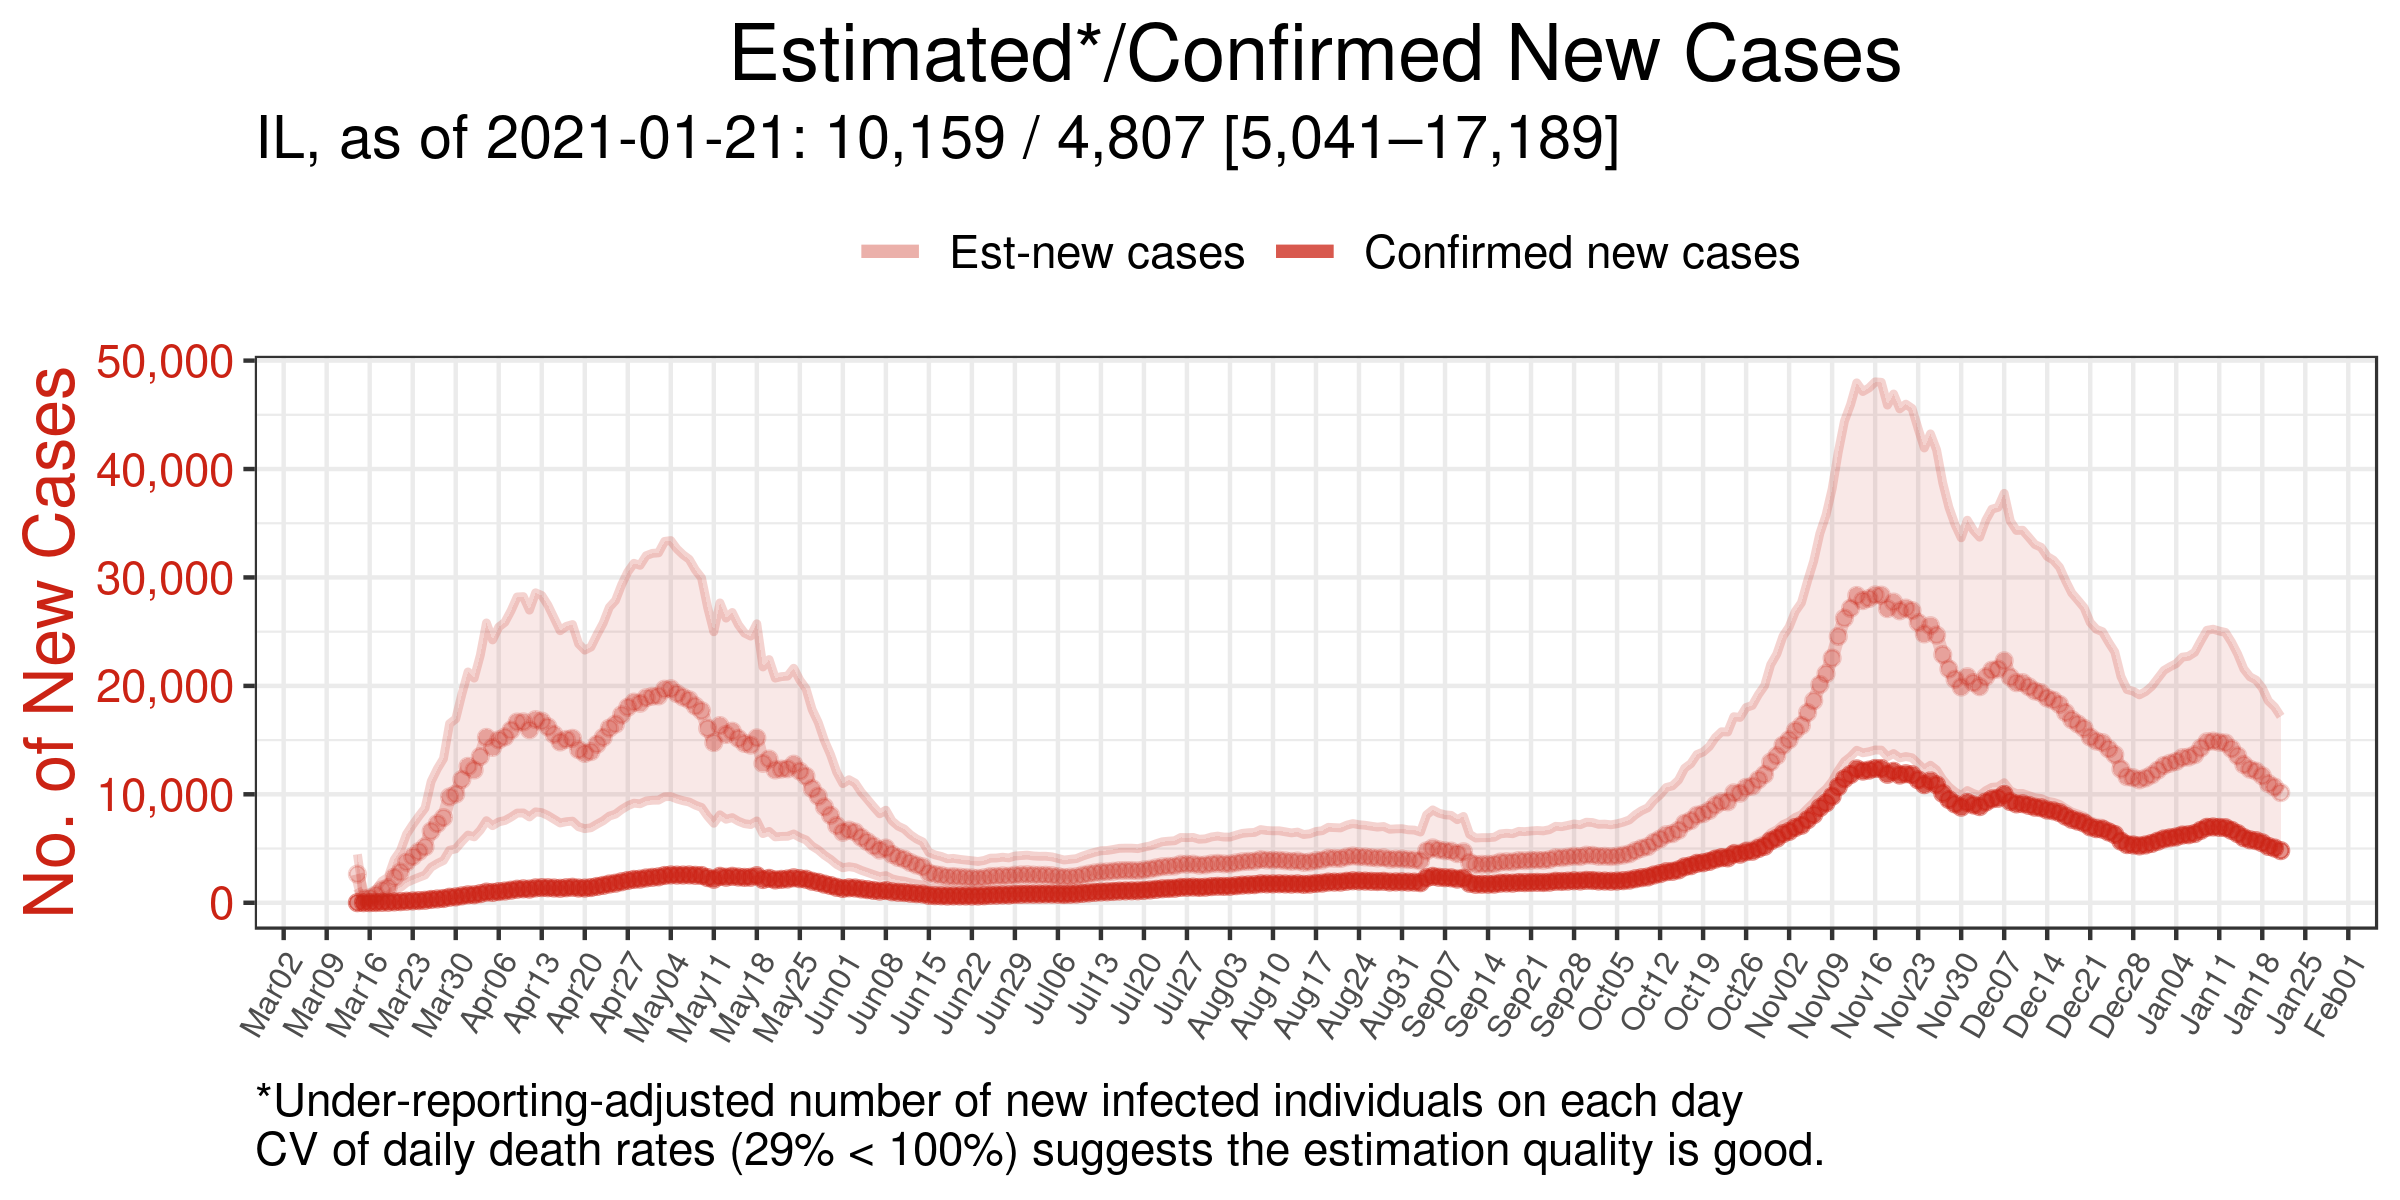 Estimated*/Confirmed New Cases
IL, as of 2021-01-21: 10,159 / 4,807 [5,041–17,189]
Est-new cases Confirmed new cases
No. of New Cases
50,000
40,000
30,000
20,000
10,000
0
Mar02 Mar09 Mar16 Mar23 Mar30 Apr06 Apr13 Apr20 Apr27 May04 May11 May18 May25 Jun01 Jun08 Jun15 Jun22 Jun29 Jul06 Jul13 Jul20 Jul27 Aug03 Aug10 Aug17 Aug24 Aug31 Sep07 Sep14 Sep21 Sep28 Oct05 Oct12 Oct19 Oct26 Nov02 Nov09 Nov16 Nov23 Nov30 Dec07 Dec14 Dec21 Dec28 Jan04 Jan11 Jan18 Jan25 Feb01
*Under-reporting-adjusted number of new infected individuals on each day
CV of daily death rates (29% < 100%) suggests the estimation quality is good.